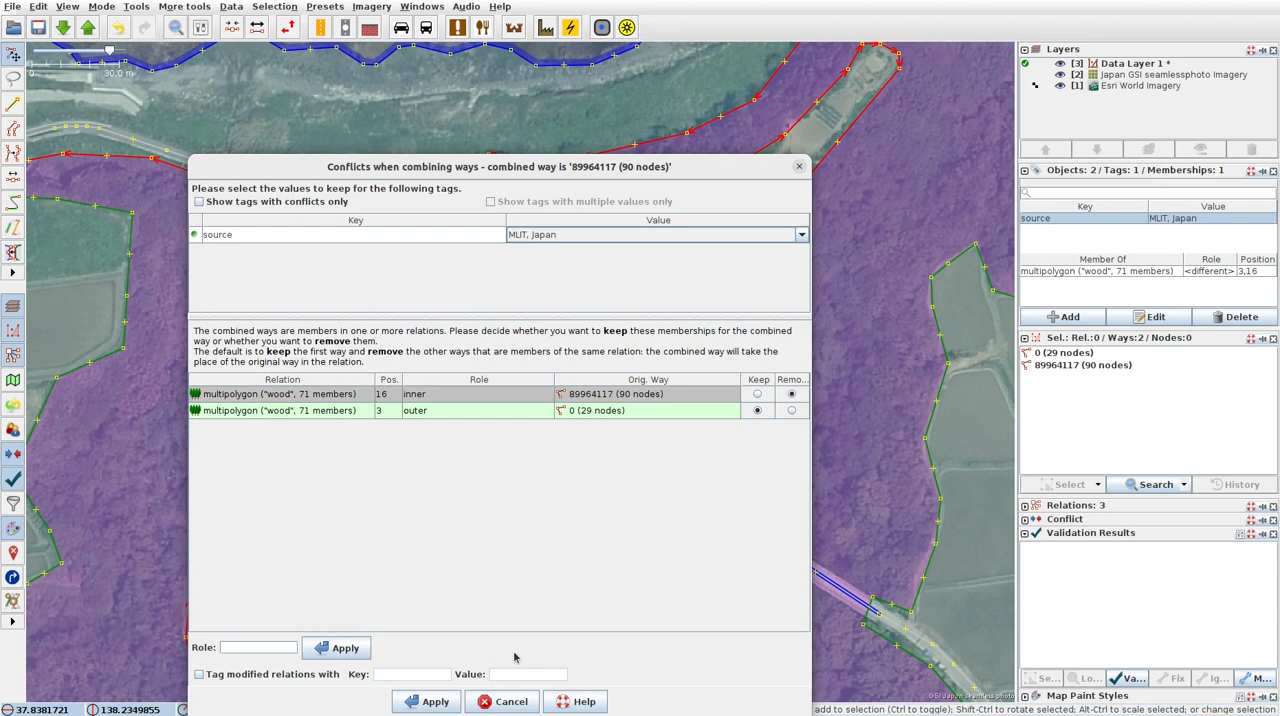 File Edit View Mode Tools More tools Data Selection Presets Imagery Windows Audio Help
0 30.0 m
Conflicts when combining ways - combined way is '89964117 (90 nodes)'
Please select the values to keep for the following tags.
Show tags with conflicts only Show tags with multiple values only
Key Value
source MLIT, Japan
The combined ways are members in one or more relations. Please decide whether you want to keep these memberships for the combined
way or whether you want to remove them.
The default is to keep the first way and remove the other ways that are members of the same relation: the combined way will take the
place of the original way in the relation.
Relation Pos. Role Orig. Way Keep Remo...
multipolygon ("wood", 71 members) 16 inner 89964117 (90 nodes)
multipolygon ("wood", 71 members) 3 outer 0 (29 nodes)
Role: Apply
Tag modified relations with Key: Value:
Apply Cancel Help
Layers
[3] Data Layer 1 *
[2] Japan GSI seamlessphoto Imagery
[1] Esri World Imagery
Objects: 2 / Tags: 1 / Memberships: 1
Key Value
source MLIT, Japan
Member Of Role Position
multipolygon ("wood", 71 members) <different> 3,16
Add Edit Delete
Sel.: Rel.:0 / Ways:2 / Nodes:0
0 (29 nodes)
89964117 (90 nodes)
Select Search History
Relations: 3
Conflict
Validation Results
Se... Lo... Va... Fix Ig... M...
Map Paint Styles
GSI Japan seamless photo
37.8381721 138.2349855 add to selection (Ctrl to toggle); Shift-Ctrl to rotate selected; Alt-Ctrl to scale selected; or change selection